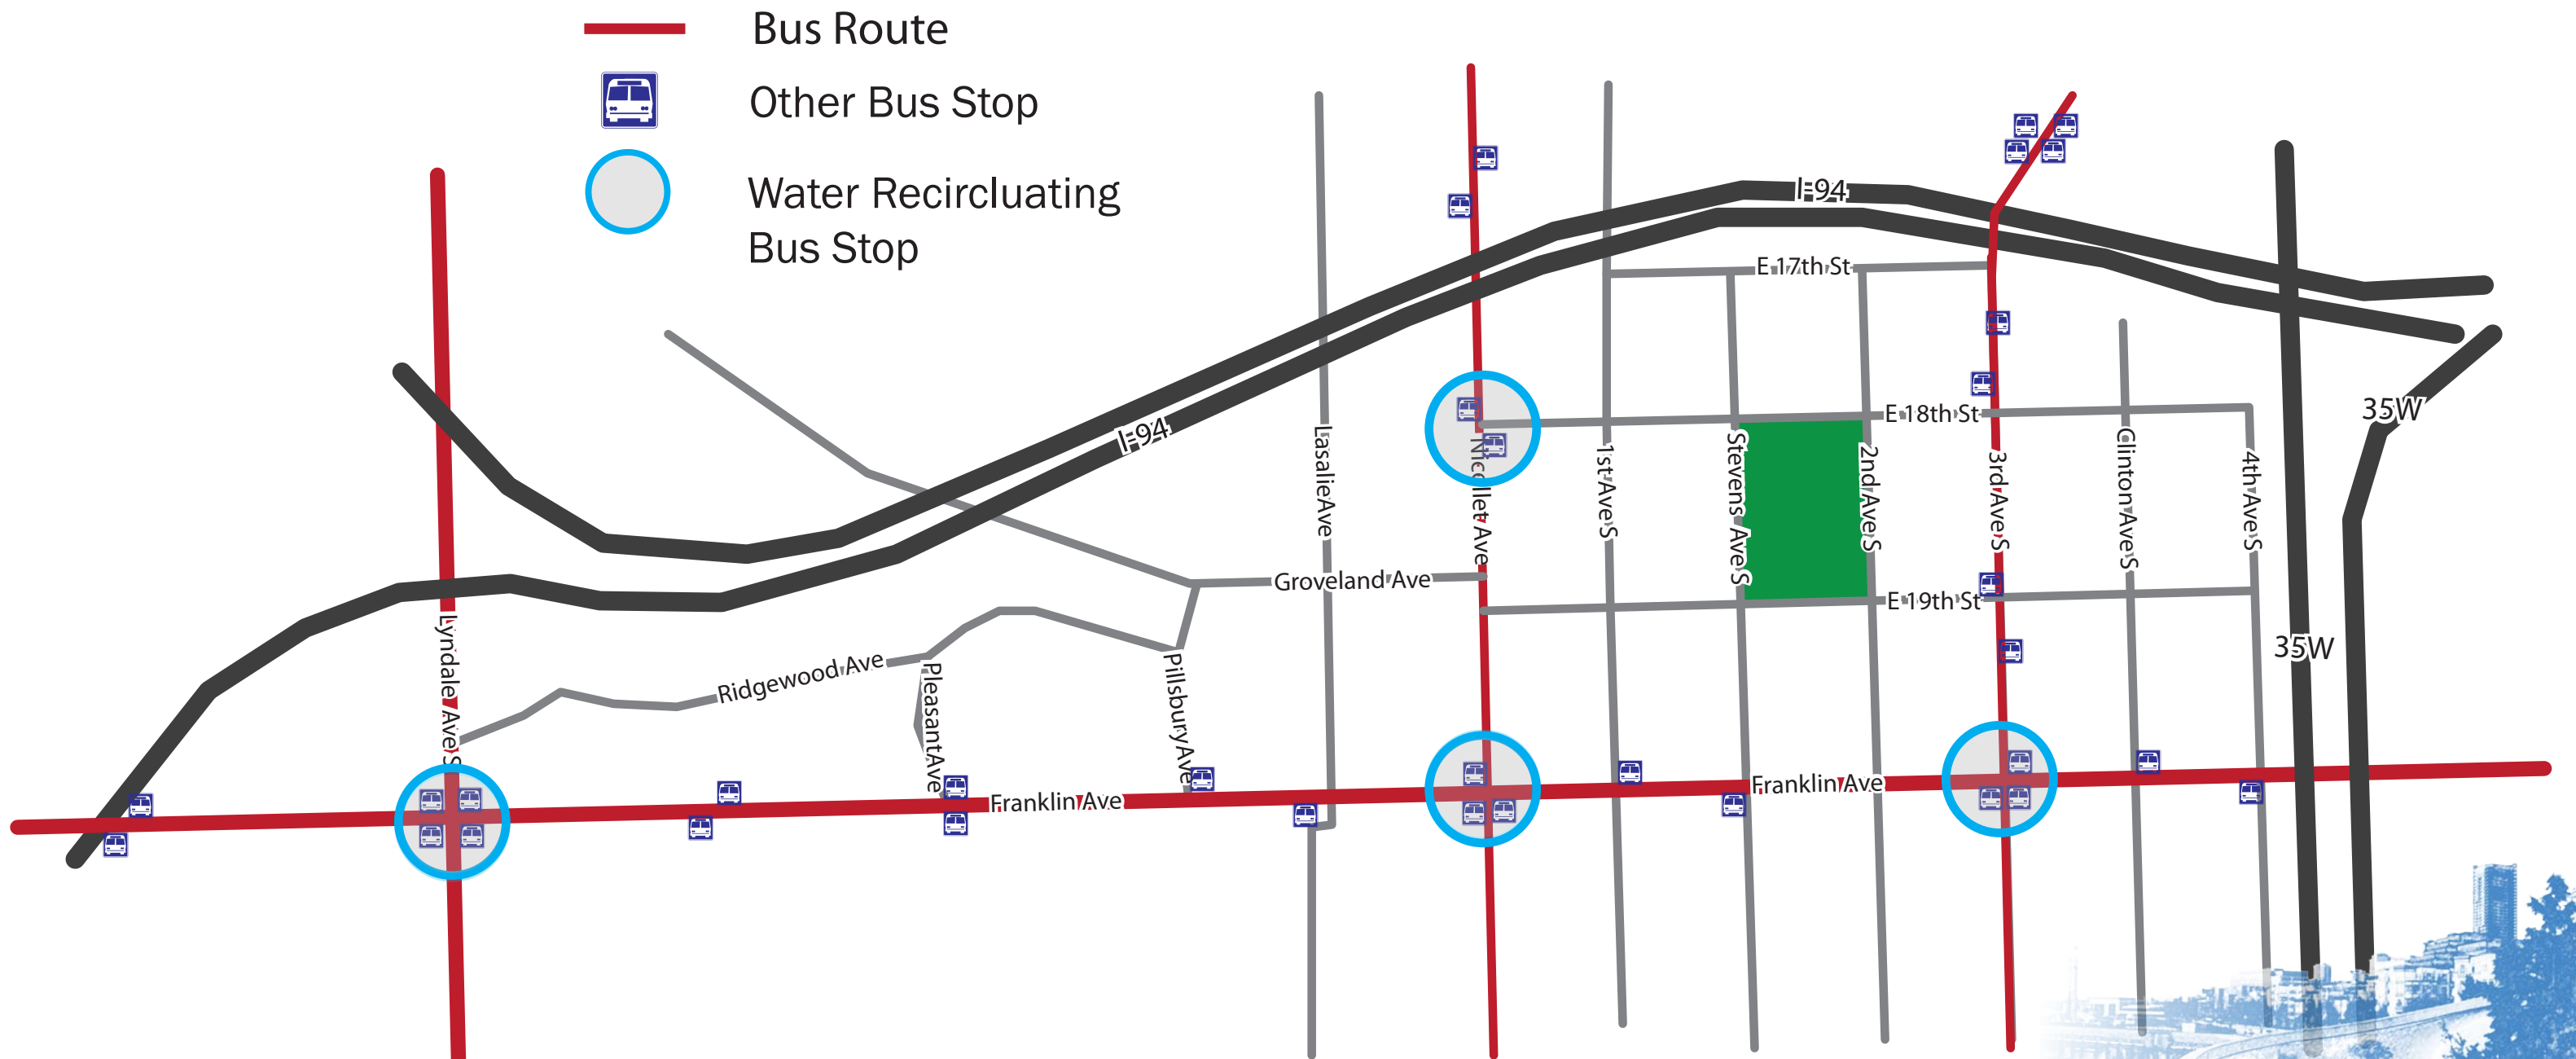 Bus Route
Other Bus Stop
Water Recircluating
Bus Stop
I-94
E 17th St
I-94
35W
E 18th St
Lasalie Ave
Nicollet Ave
1st Ave S
Stevens Ave S
2nd Ave S
3rd Ave S
Clinton Ave S
4th Ave S
Groveland Ave
E 19th St
35W
Lyndale Ave S
Ridgewood Ave
Pleasant Ave
Pillsbury Ave
Franklin Ave
Franklin Ave